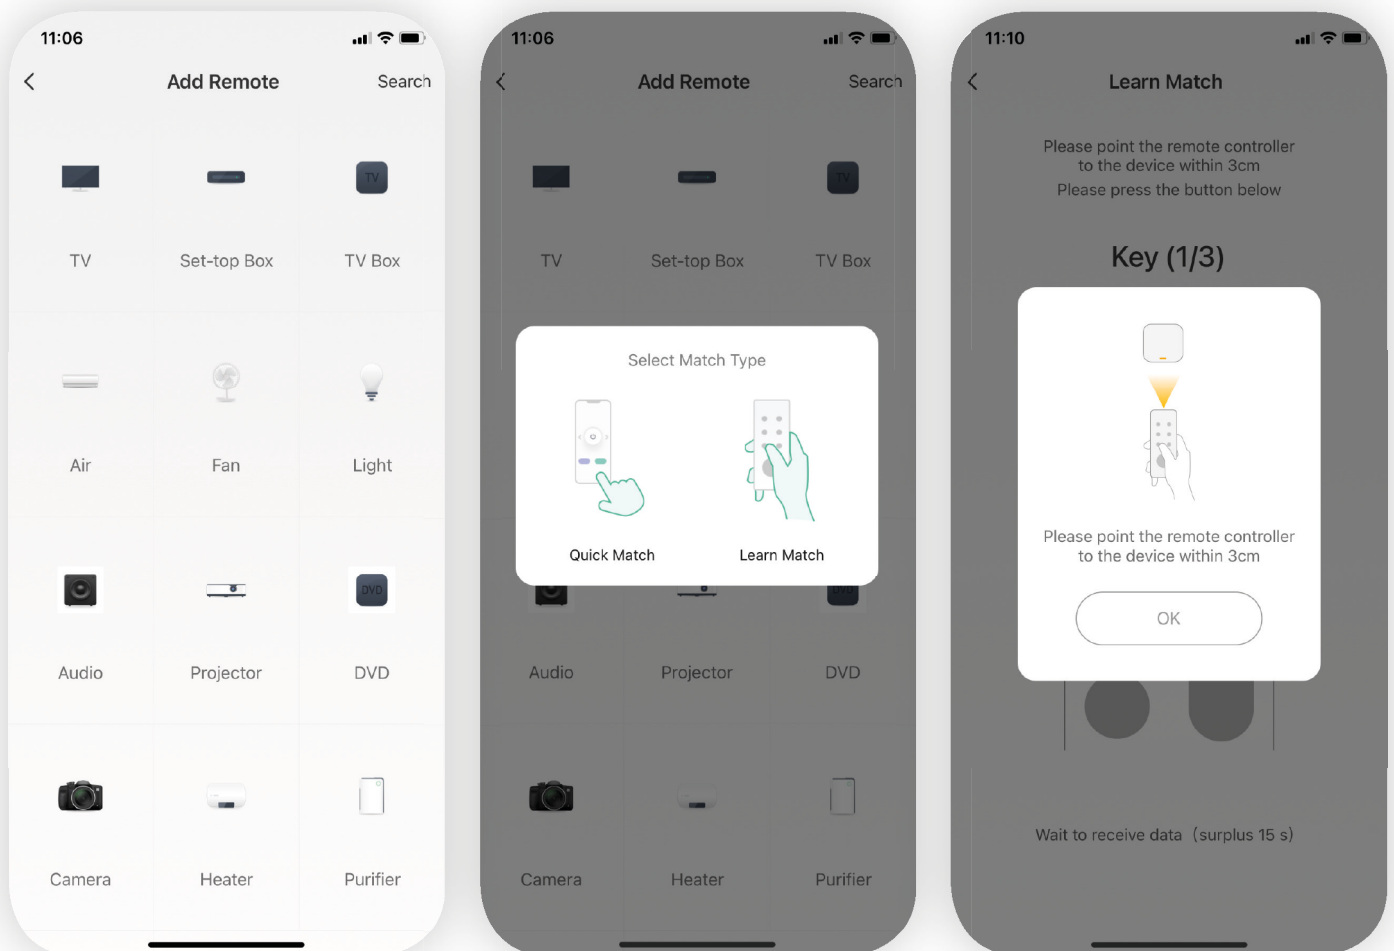 11:06
Add Remote
Search
TV
TV
Set-top Box
TV Box
Air
Fan
Light
DVD
Audio
Projector
DVD
Camera
Heater
Purifier
11:06
Add Remote
Search
TV
TV
Set-top Box
TV Box
Select Match Type
Quick Match
Learn Match
DVD
Audio
Projector
DVD
Camera
Heater
Purifier
11:10
Learn Match
Please point the remote controller
to the device within 3cm
Please press the button below
Key (1/3)
Please point the remote controller
to the device within 3cm
OK
Wait to receive data（surplus 15 s）